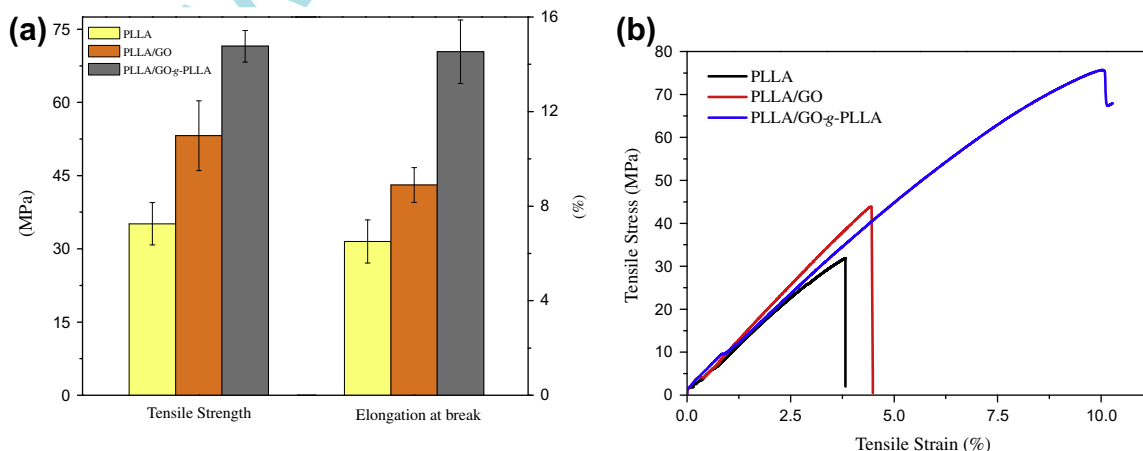 (a)
75
60
45
30
15
0
(MPa)
PLLA
PLLA/GO
PLLA/GO-g-PLLA
16
12
8
4
0
(%)
Tensile Strength
Elongation at break
(b)
80
70
60
50
40
30
20
10
0
Tensile Stress (MPa)
PLLA
PLLA/GO
PLLA/GO-g-PLLA
0.0
2.5
5.0
7.5
10.0
Tensile Strain (%)